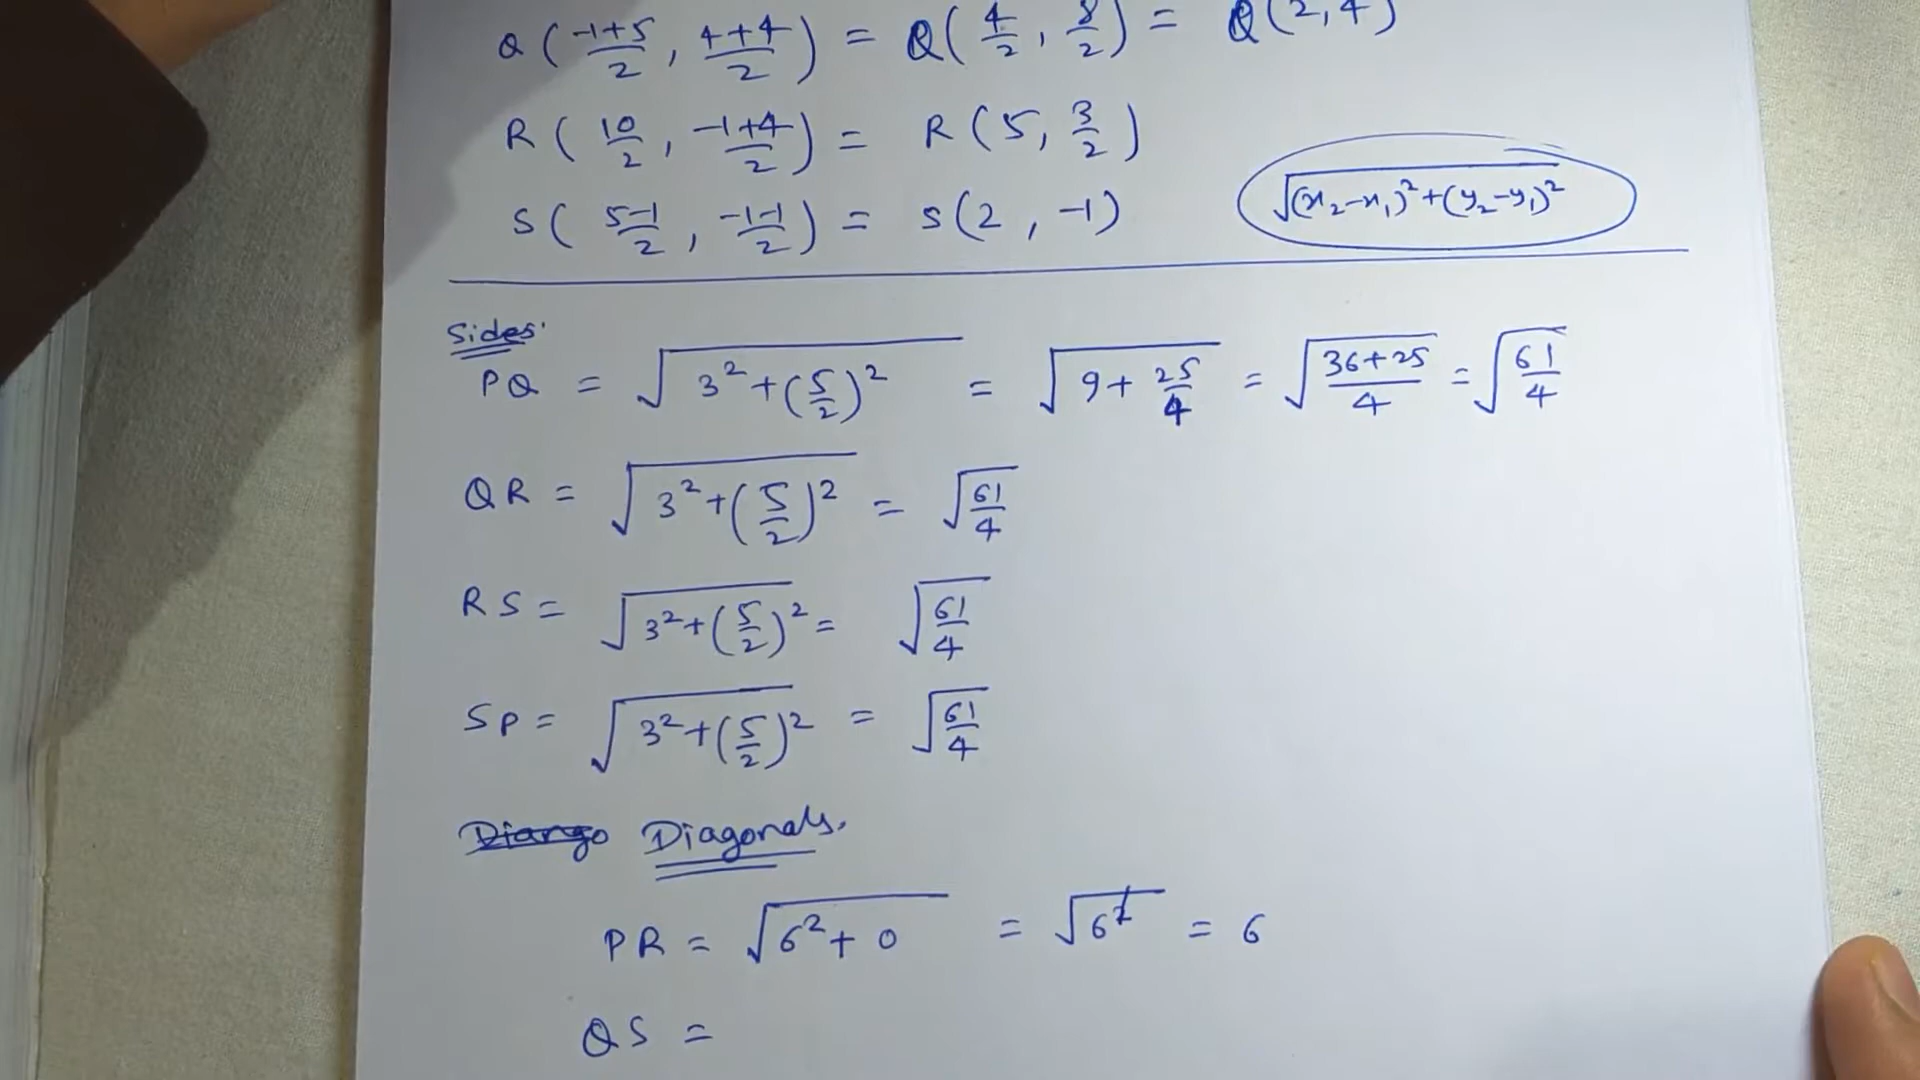 Q ( (-1+5)/2 , (4+4)/2 ) = Q( 4/2 , 8/2 ) = Q(2,4)
R ( 10/2 , (-1+4)/2 ) = R ( 5, 3/2 )
S( (5-1)/2 , (-1-1)/2 ) = S(2 , -1)
√((x₂-x₁)²+(y₂-y₁)²)
Sides.
PQ = √(3²+(5/2)²) = √(9+ 25/4) = √((36+25)/4) = √(61/4)
QR = √(3²+(5/2)²) = √(61/4)
RS = √(3²+(5/2)²) = √(61/4)
SP = √(3²+(5/2)²) = √(61/4)
Diango Diagonals.
PR = √(6²+ 0) = √(6²) = 6
QS =